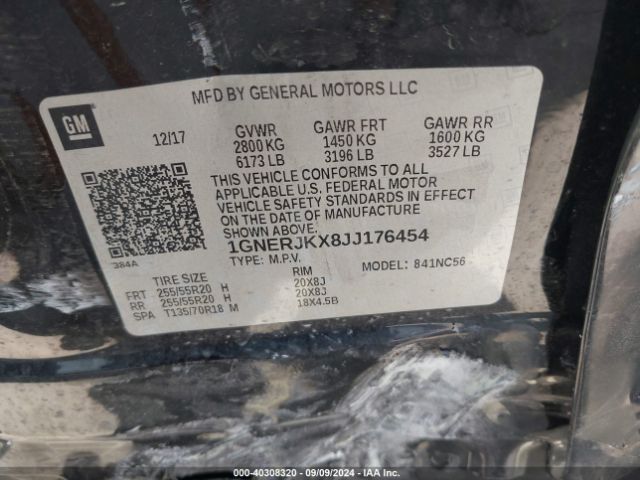 MFD BY GENERAL MOTORS LLC
GM
12/17
GVWR GAWR FRT GAWR RR
2800 KG 1450 KG 1600 KG
6173 LB 3196 LB 3527 LB
THIS VEHICLE CONFORMS TO ALL
APPLICABLE U.S. FEDERAL MOTOR
VEHICLE SAFETY STANDARDS IN EFFECT
ON THE DATE OF MANUFACTURE
SHOWN ABOVE.
384A
1GNERJKX8JJ176454
TYPE: M.P.V. MODEL: 841NC56
TIRE SIZE RIM
FRT 255/55R20 H 20X8J
RR 255/55R20 H 20X8J
SPA T135/70R18 M 18X4.5B
000-40308320 - 09/09/2024 - IAA Inc.